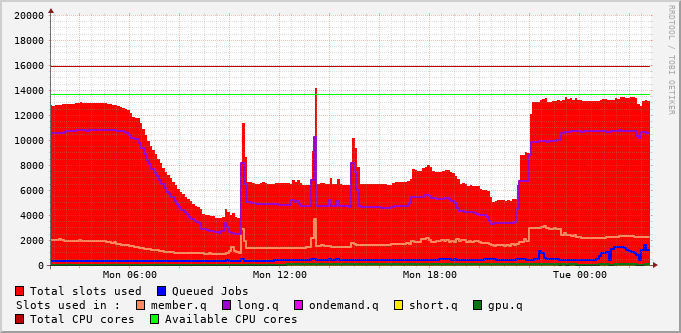 20000
18000
16000
14000
12000
10000
8000
6000
4000
2000
0
Mon 06:00 Mon 12:00 Mon 18:00 Tue 00:00
RRDTOOL / TOBI OETIKER
Total slots used Queued Jobs
Slots used in : member.q long.q ondemand.q short.q gpu.q
Total CPU cores Available CPU cores